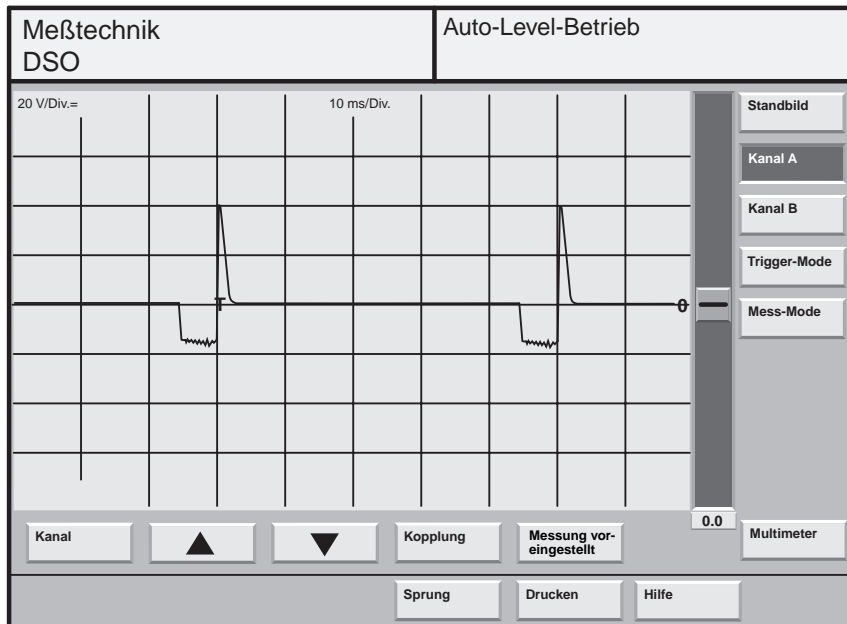 Meßtechnik
DSO
Auto-Level-Betrieb
20 V/Div.=
10 ms/Div.
Standbild
Kanal A
Kanal B
Trigger-Mode
T
0
Mess-Mode
0.0
Kanal
Kopplung
Messung vor-
eingestellt
Multimeter
Sprung
Drucken
Hilfe